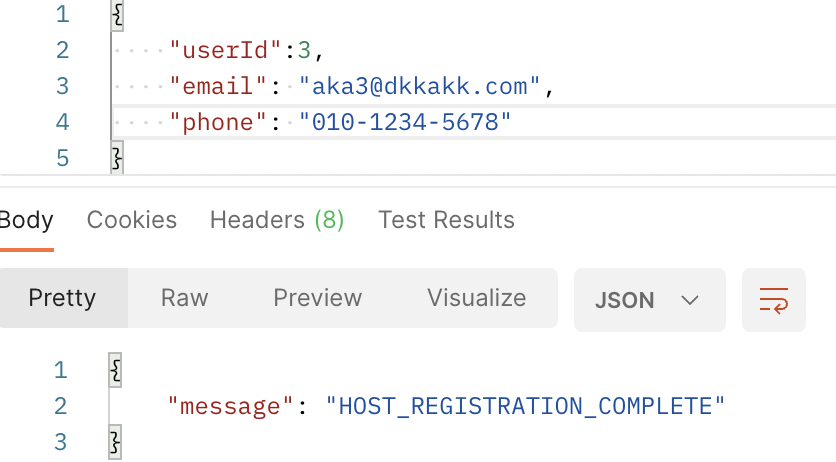 1 {
2 "userId":3,
3 "email": "aka3@dkkakk.com",
4 "phone": "010-1234-5678"
5 }
Body Cookies Headers (8) Test Results
Pretty Raw Preview Visualize JSON
1 {
2 "message": "HOST_REGISTRATION_COMPLETE"
3 }